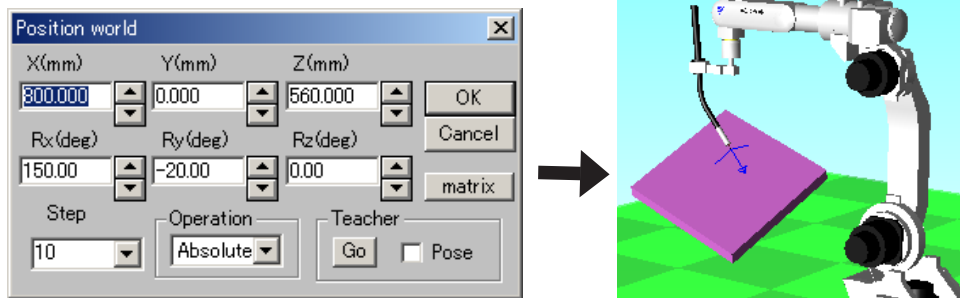 Position world
X(mm) Y(mm) Z(mm)
800.000 0.000 560.000 OK
Cancel
Rx(deg) Ry(deg) Rz(deg)
150.00 -20.00 0.00 matrix
Step Operation Teacher
10 Absolute Go Pose